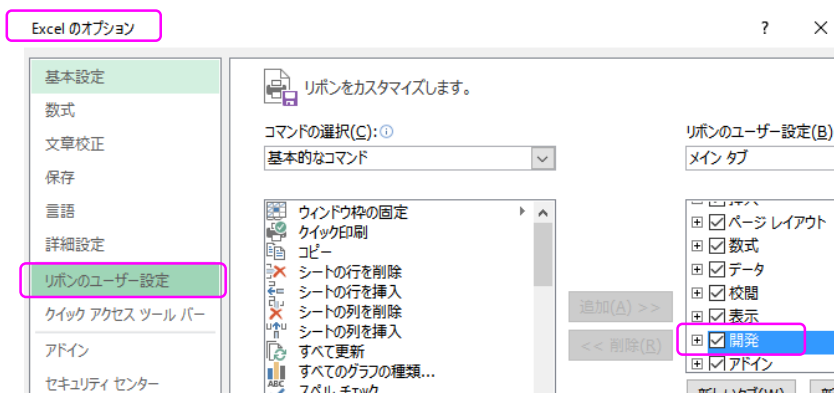 Excel のオプション
? ×
基本設定
数式
文章校正
保存
言語
詳細設定
リボンのユーザー設定
クイック アクセス ツール バー
アドイン
セキュリティ センター
リボンをカスタマイズします。
コマンドの選択(C):
基本的なコマンド
ウィンドウ枠の固定
クイック印刷
コピー
シートの行を削除
シートの行を挿入
シートの列を削除
シートの列を挿入
すべて更新
すべてのグラフの種類...
スペル チェック
追加(A) >>
<< 削除(R)
リボンのユーザー設定(B)
メイン タブ
ページ レイアウト
数式
データ
校閲
表示
開発
アドイン